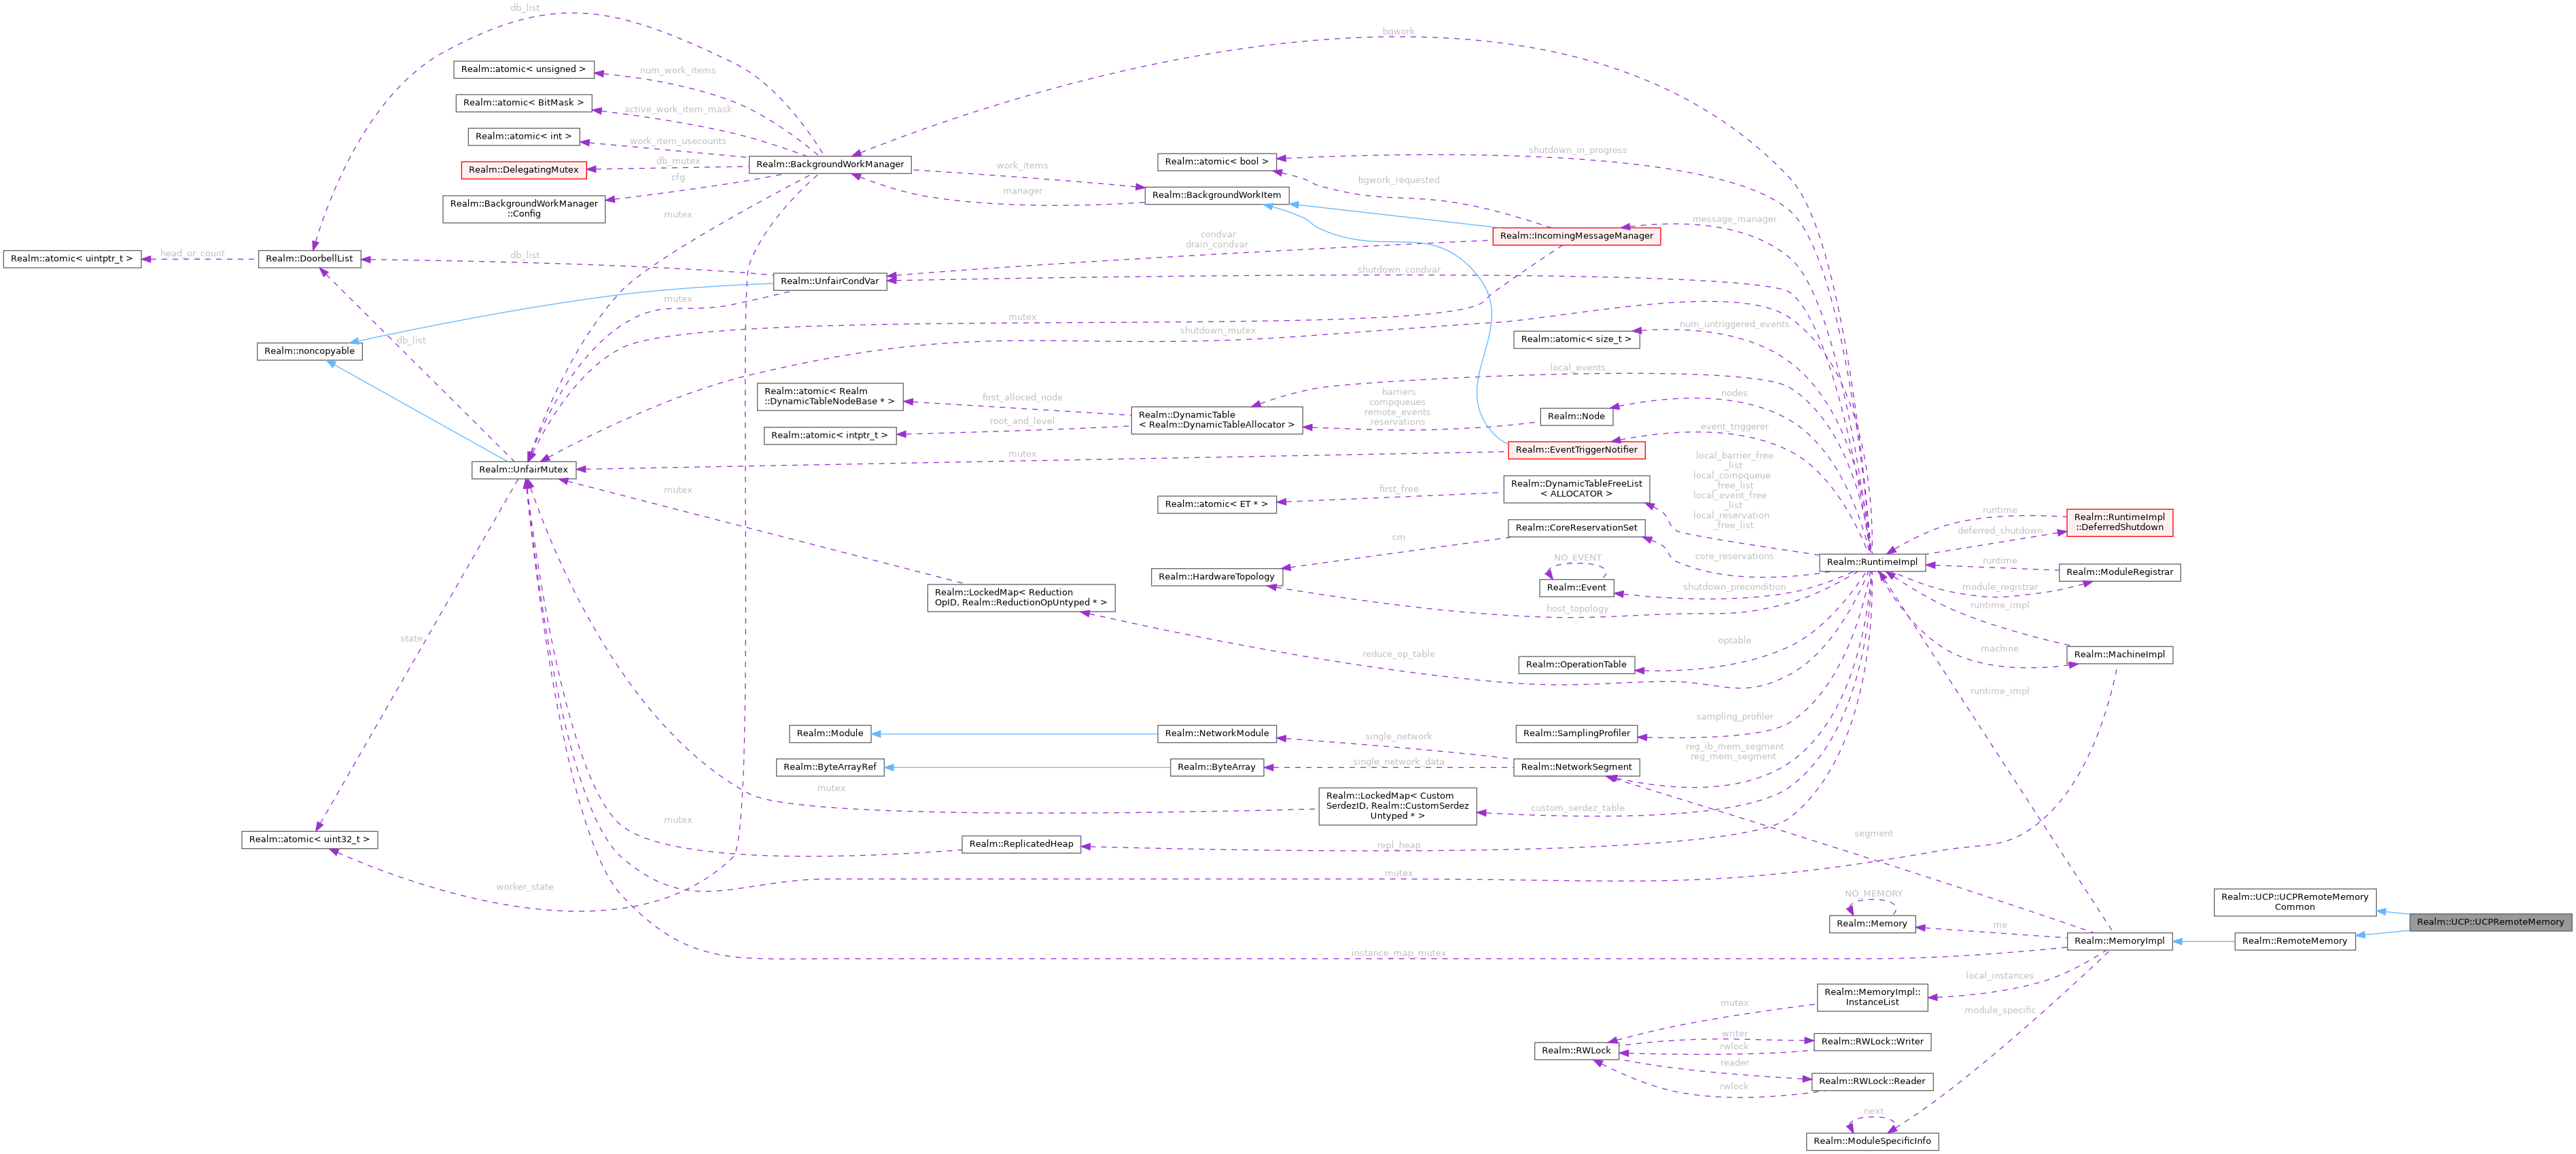 db_list
bgwork
Realm::atomic< unsigned >
num_work_items
Realm::atomic< BitMask >
active_work_item_mask
Realm::atomic< int >
work_item_usecounts
Realm::DelegatingMutex
db_mutex
cfg
Realm::BackgroundWorkManager
::Config
Realm::BackgroundWorkManager
work_items
manager
Realm::atomic< bool >
Realm::BackgroundWorkItem
shutdown_in_progress
bgwork_requested
message_manager
mutex
condvar
drain_condvar
Realm::IncomingMessageManager
Realm::atomic< uintptr_t >
head_or_count
Realm::DoorbellList
db_list
Realm::UnfairCondVar
shutdown_condvar
mutex
mutex
shutdown_mutex
num_untriggered_events
Realm::atomic< size_t >
Realm::noncopyable
db_list
local_events
Realm::atomic< Realm
::DynamicTableNodeBase * >
first_alloced_node
Realm::atomic< intptr_t >
root_and_level
Realm::DynamicTable
< Realm::DynamicTableAllocator >
barriers
compqueues
remote_events
reservations
Realm::Node
nodes
event_triggerer
Realm::EventTriggerNotifier
mutex
Realm::UnfairMutex
mutex
local_barrier_free
_list
local_compqueue
_free_list
local_event_free
_list
local_reservation
_free_list
Realm::DynamicTableFreeList
< ALLOCATOR >
first_free
Realm::atomic< ET * >
Realm::CoreReservationSet
cm
core_reservations
Realm::HardwareTopology
NO_EVENT
Realm::Event
shutdown_precondition
host_topology
Realm::RuntimeImpl
runtime
deferred_shutdown
Realm::RuntimeImpl
::DeferredShutdown
runtime
Realm::ModuleRegistrar
module_registrar
runtime_impl
machine
Realm::MachineImpl
runtime_impl
Realm::LockedMap< Reduction
OpID, Realm::ReductionOpUntyped * >
state
reduce_op_table
optable
Realm::OperationTable
sampling_profiler
Realm::SamplingProfiler
Realm::Module
Realm::NetworkModule
single_network
reg_ib_mem_segment
reg_mem_segment
Realm::ByteArrayRef
Realm::ByteArray
single_network_data
Realm::NetworkSegment
mutex
Realm::LockedMap< Custom
SerdezID, Realm::CustomSerdez
Untyped * >
custom_serdez_table
mutex
Realm::atomic< uint32_t >
Realm::ReplicatedHeap
repl_heap
segment
worker_state
mutex
NO_MEMORY
Realm::Memory
me
instance_map_mutex
Realm::UCP::UCPRemoteMemory
Common
Realm::UCP::UCPRemoteMemory
Realm::MemoryImpl
Realm::RemoteMemory
local_instances
Realm::MemoryImpl::
InstanceList
module_specific
mutex
Realm::RWLock
writer
rwlock
Realm::RWLock::Writer
reader
rwlock
Realm::RWLock::Reader
next
Realm::ModuleSpecificInfo